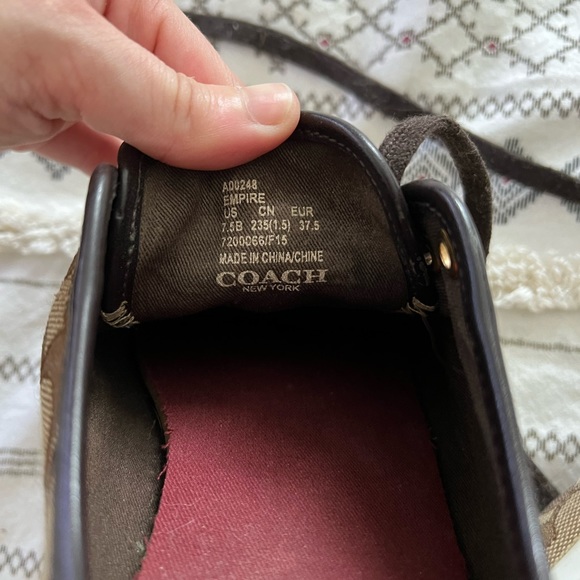 A00248
EMPIRE
US CN EUR
7.5B 235(1.5) 37.5
7200066/F15
MADE IN CHINA/CHINE
COACH
NEW YORK